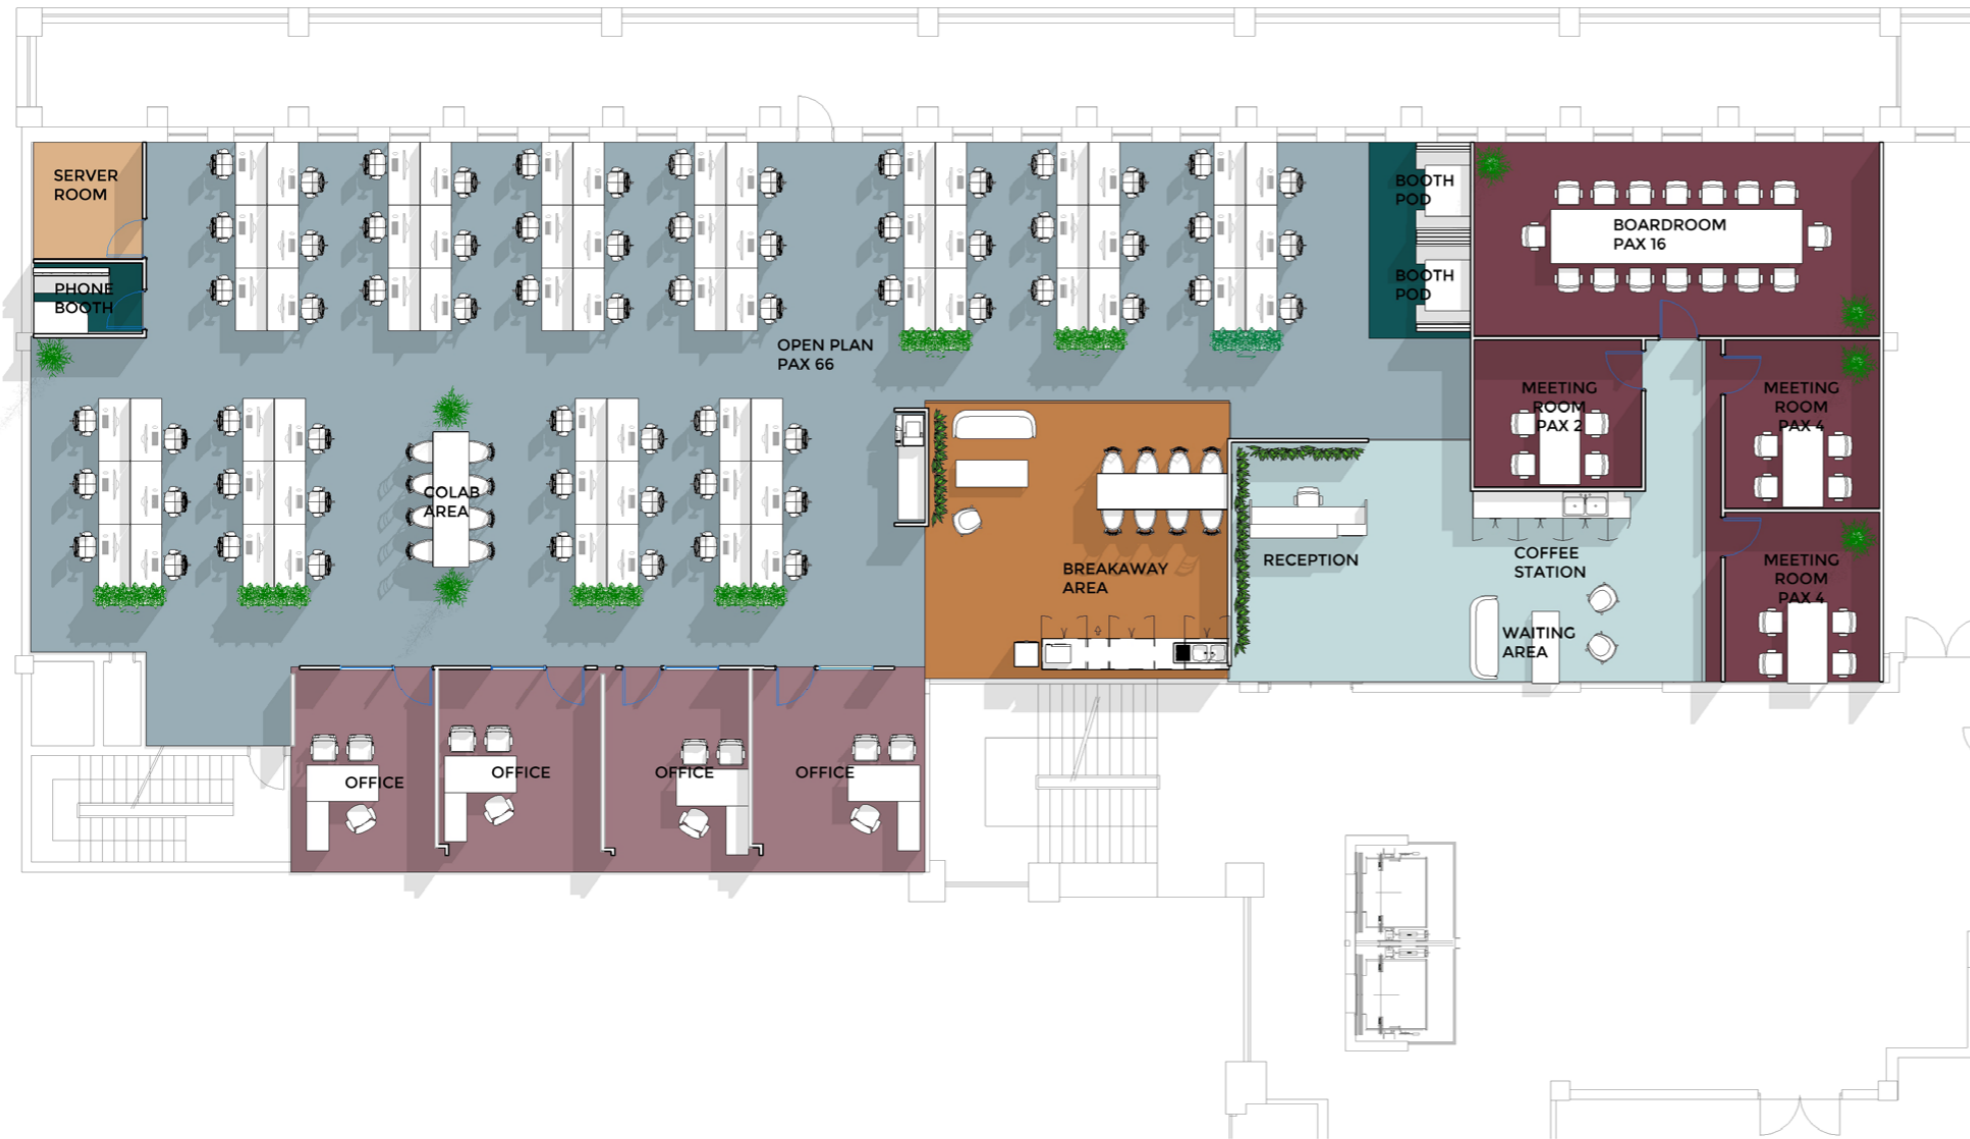 SERVER
ROOM
PHONE
BOOTH
OPEN PLAN
PAX 66
BOOTH
POD
BOOTH
POD
BOARDROOM
PAX 16
MEETING
ROOM
PAX 2
MEETING
ROOM
PAX 4
COLAB
AREA
BREAKAWAY
AREA
RECEPTION
COFFEE
STATION
MEETING
ROOM
PAX 4
WAITING
AREA
OFFICE
OFFICE
OFFICE
OFFICE